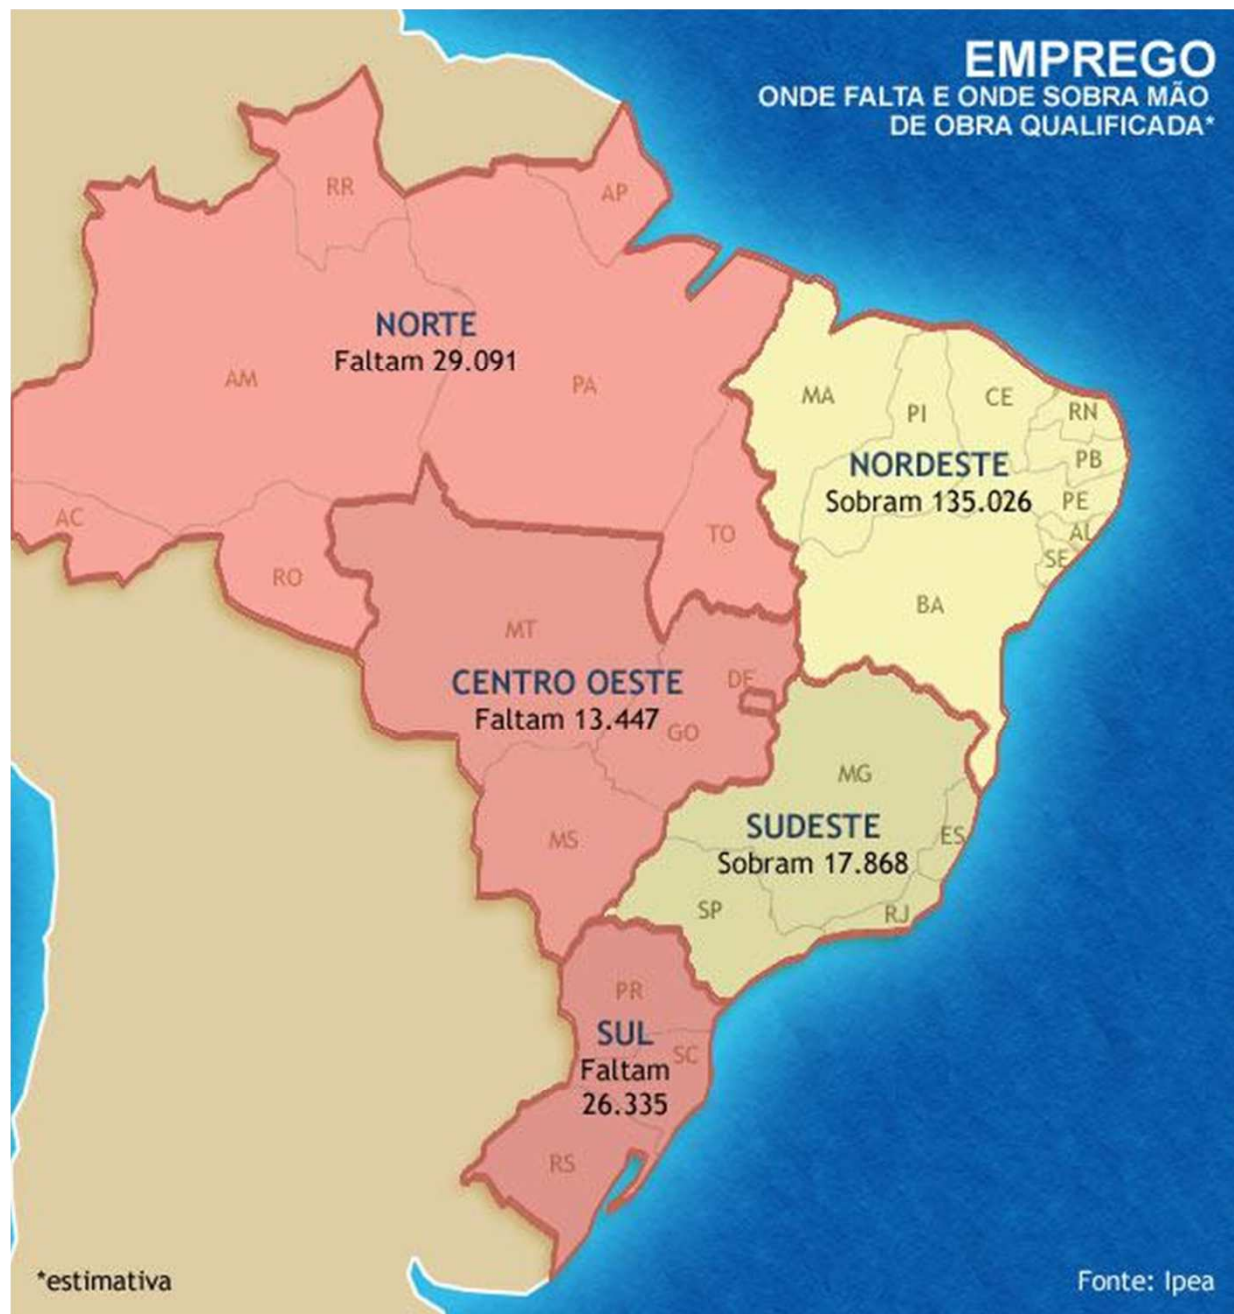 EMPREGO
ONDE FALTA E ONDE SOBRA MÃO
DE OBRA QUALIFICADA*
RR
AP
NORTE
Faltam 29.091
AM
PA
MA
PI
CE
RN
NORDESTE
PB
Sobram 135.026
PE
AC
TO
AL
SE
RO
BA
MT
CENTRO OESTE
DF
Faltam 13.447
GO
MG
SUDESTE
MS
ES
Sobram 17.868
SP
RJ
PR
SUL
SC
Faltam
26.335
RS
*estimativa
Fonte: Ipea